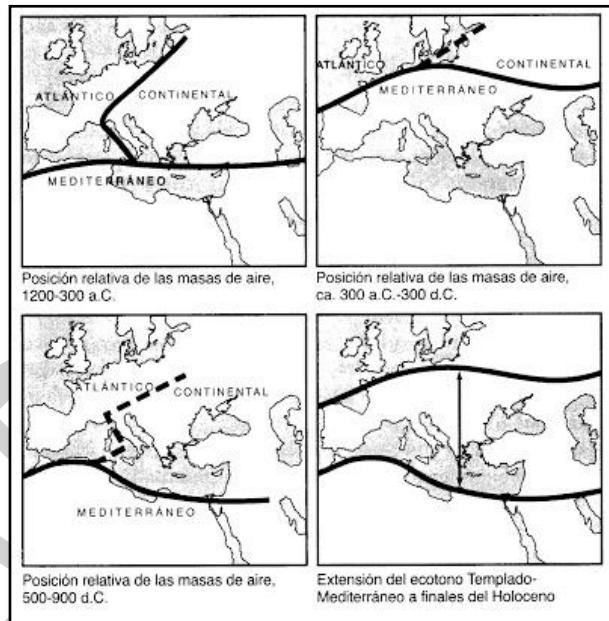 ATLÁNTICO
CONTINENTAL
MEDITERRÁNEO
Posición relativa de las masas de aire,
1200-300 a.C.
ATLÁNTICO
CONTINENTAL
MEDITERRÁNEO
Posición relativa de las masas de aire,
ca. 300 a.C.-300 d.C.
ATLÁNTICO
CONTINENTAL
MEDITERRÁNEO
Posición relativa de las masas de aire,
500-900 d.C.
Extensión del ecotono Templado-
Mediterráneo a finales del Holoceno